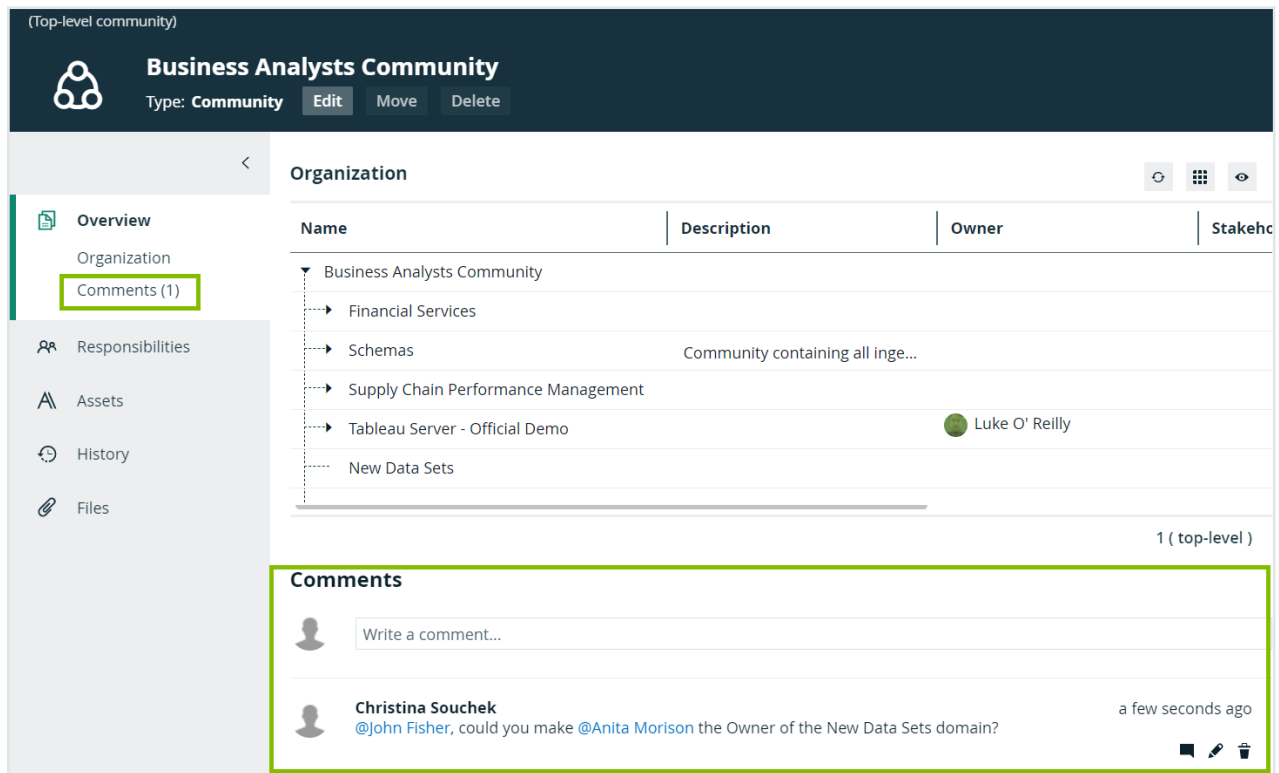 (Top-level community)
Business Analysts Community
Type: Community Edit Move Delete
Overview
Organization
Comments (1)
Responsibilities
Assets
History
Files
Organization
Name Description Owner Stakeho
Business Analysts Community
Financial Services
Schemas Community containing all inge...
Supply Chain Performance Management
Tableau Server - Official Demo Luke O' Reilly
New Data Sets
1 ( top-level )
Comments
Write a comment...
Christina Souchek a few seconds ago
@John Fisher, could you make @Anita Morison the Owner of the New Data Sets domain?